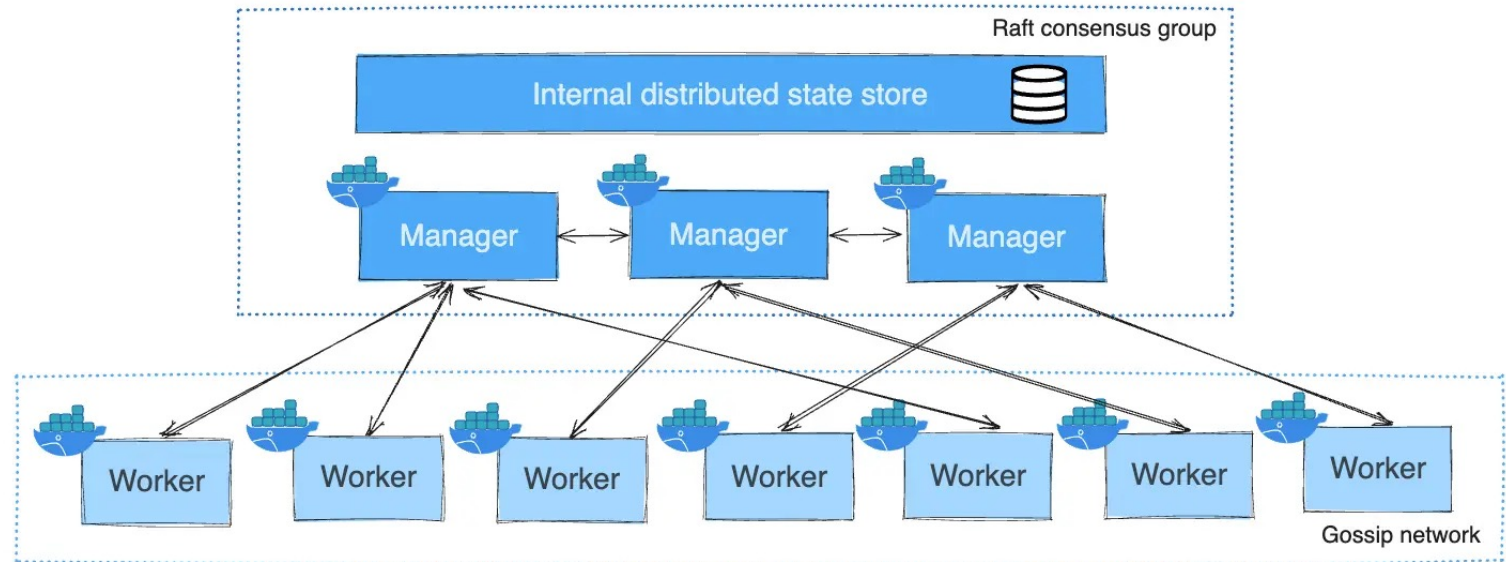 Raft consensus group
Internal distributed state store
Manager
Manager
Manager
Worker
Worker
Worker
Worker
Worker
Worker
Worker
Gossip network